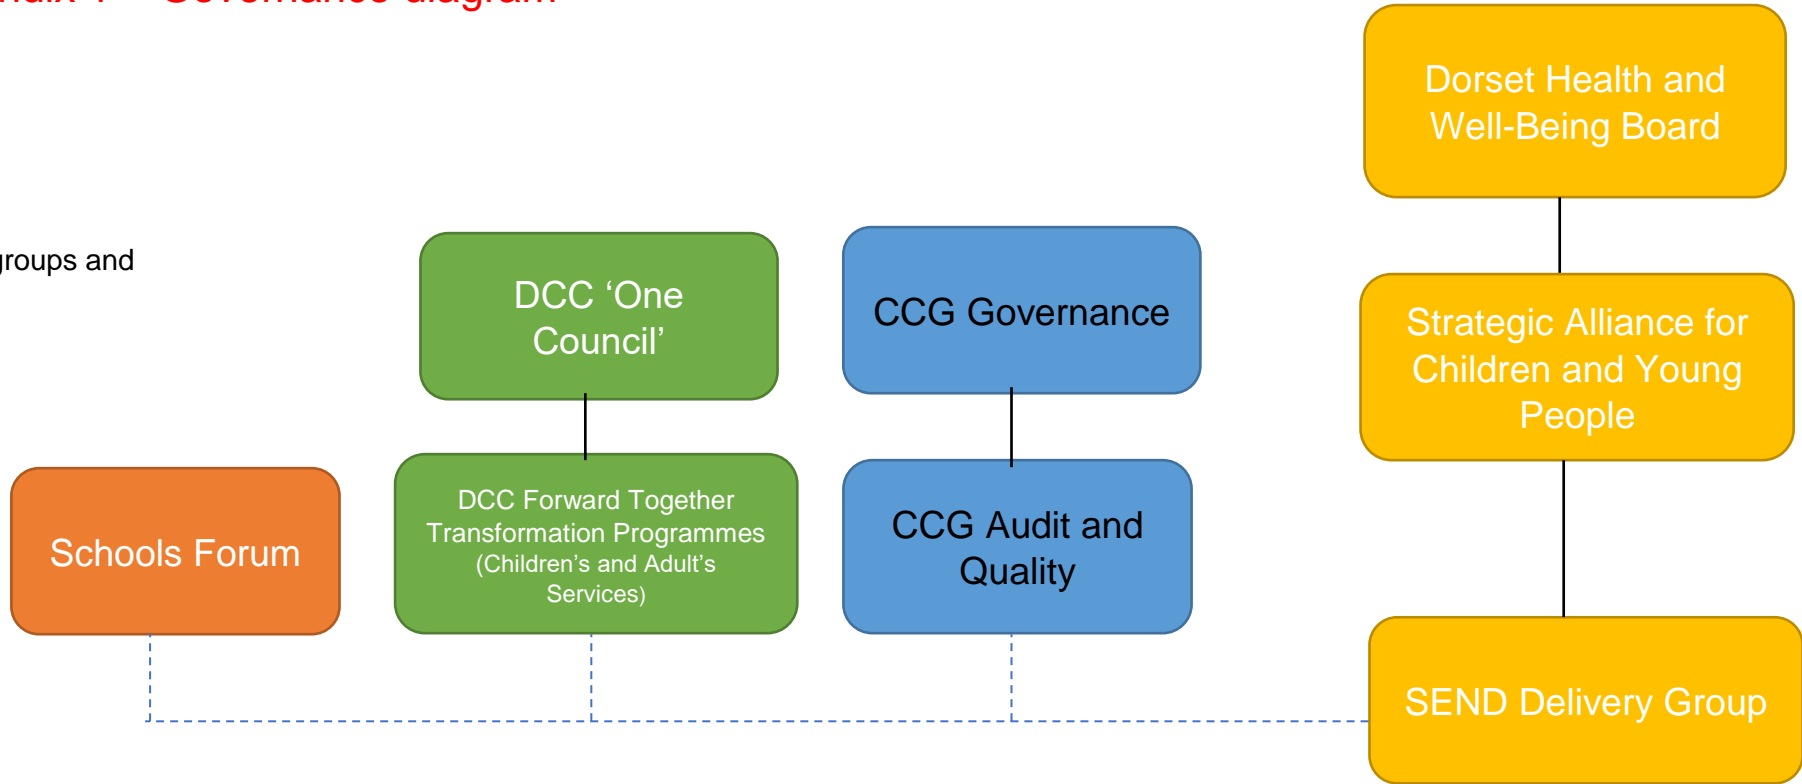 Governance diagram
Dorset Health and
Well-Being Board
groups and
DCC ‘One
Council’
CCG Governance
Strategic Alliance for
Children and Young
People
Schools Forum
DCC Forward Together
Transformation Programmes
(Children’s and Adult’s
Services)
CCG Audit and
Quality
SEND Delivery Group